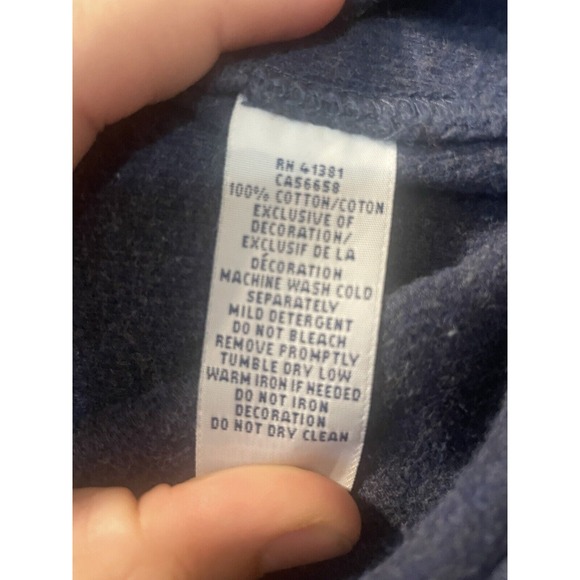 RN 41381
CA56658
100% COTTON/COTON
EXCLUSIVE OF
DECORATION/
EXCLUSIF DE LA
DÉCORATION
MACHINE WASH COLD
SEPARATELY
MILD DETERGENT
DO NOT BLEACH
REMOVE PROMPTLY
TUMBLE DRY LOW
WARM IRON IF NEEDED
DO NOT IRON
DECORATION
DO NOT DRY CLEAN